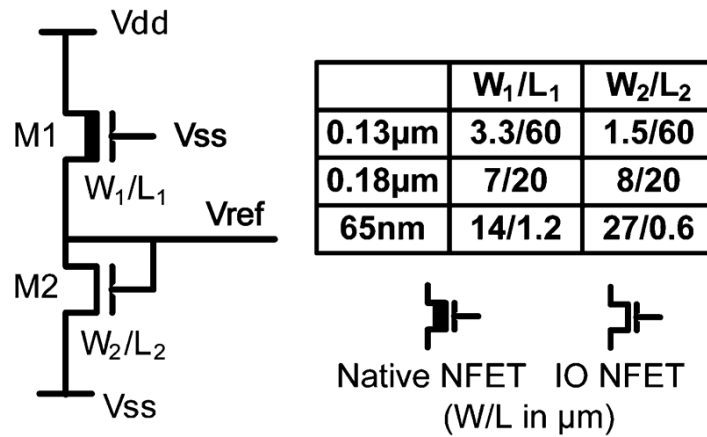 Vdd
M1
Vss
W₁/L₁
Vref
M2
W₂/L₂
Vss
W₁/L₁ W₂/L₂
0.13µm 3.3/60 1.5/60
0.18µm 7/20 8/20
65nm 14/1.2 27/0.6
Native NFET IO NFET
(W/L in µm)